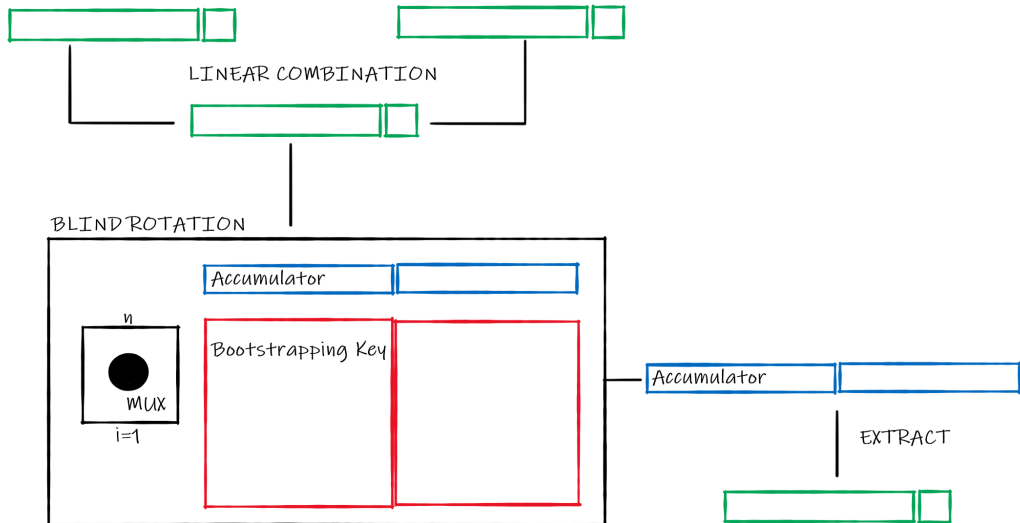 LINEAR COMBINATION
BLIND ROTATION
Accumulator
n
Bootstrapping Key
MUX
i=1
Accumulator
EXTRACT